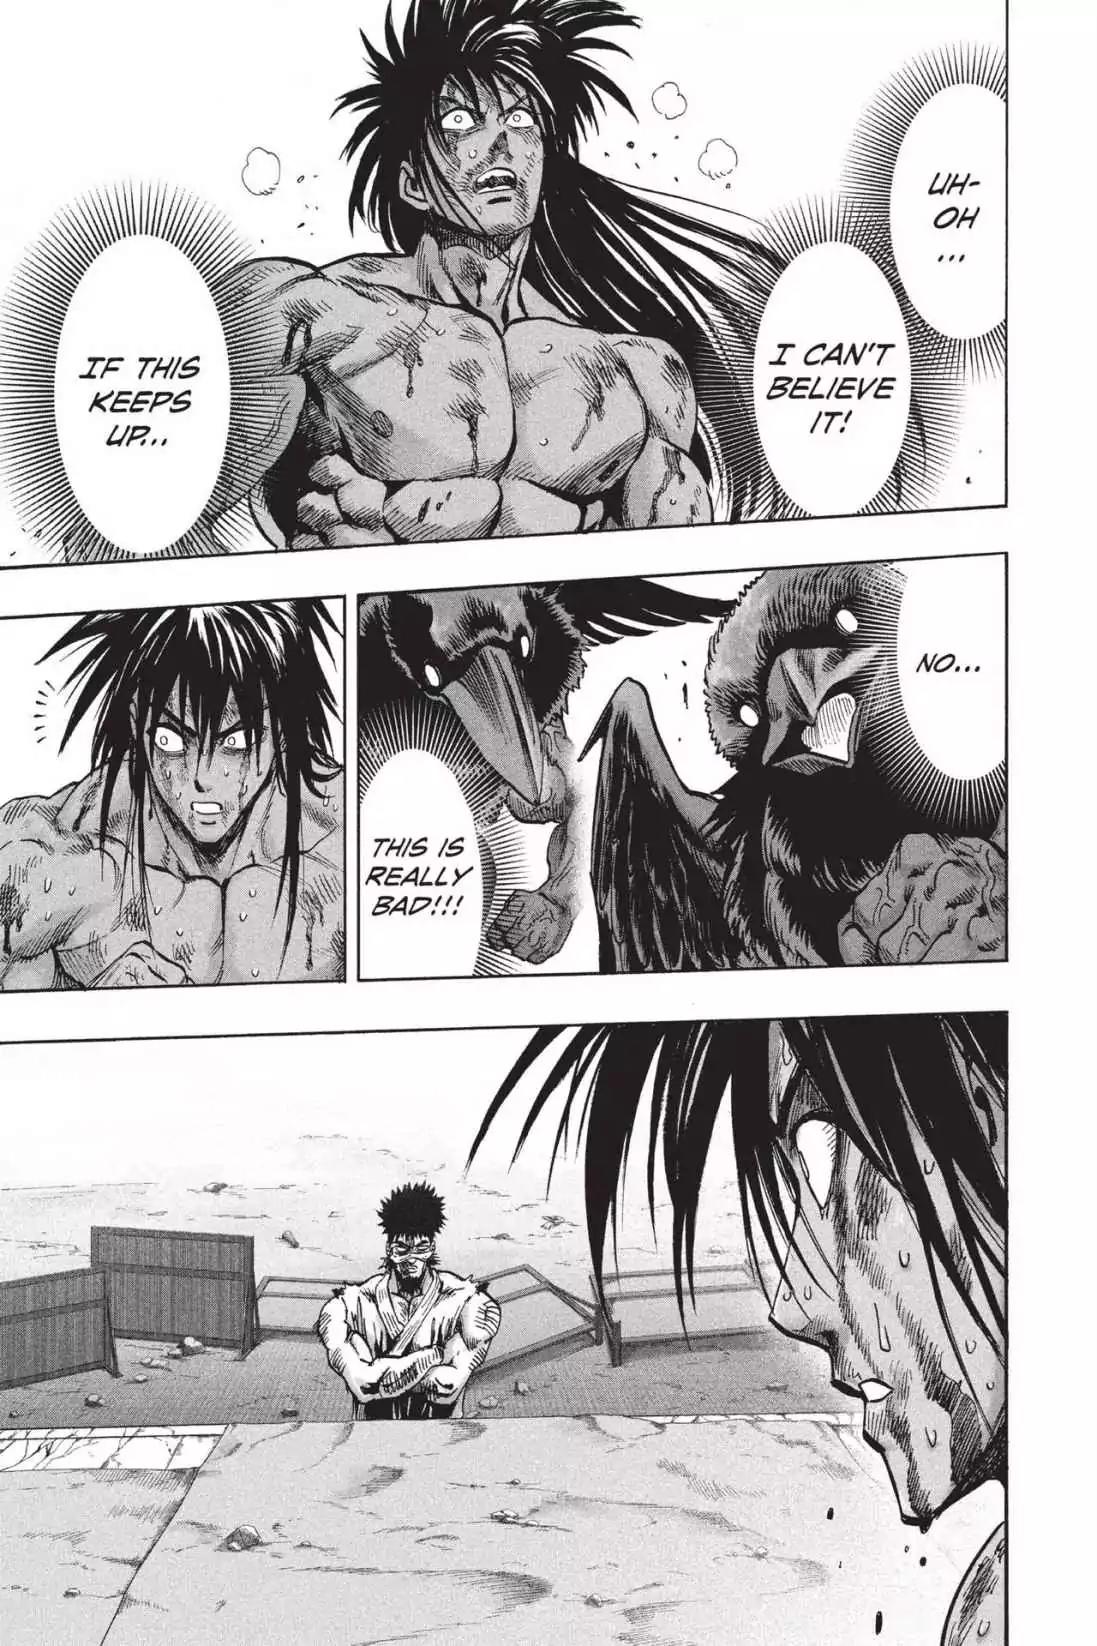 UH-
OH
...
I CAN'T
BELIEVE
IT!
IF THIS
KEEPS
UP...
NO...
THIS IS
REALLY
BAD!!!